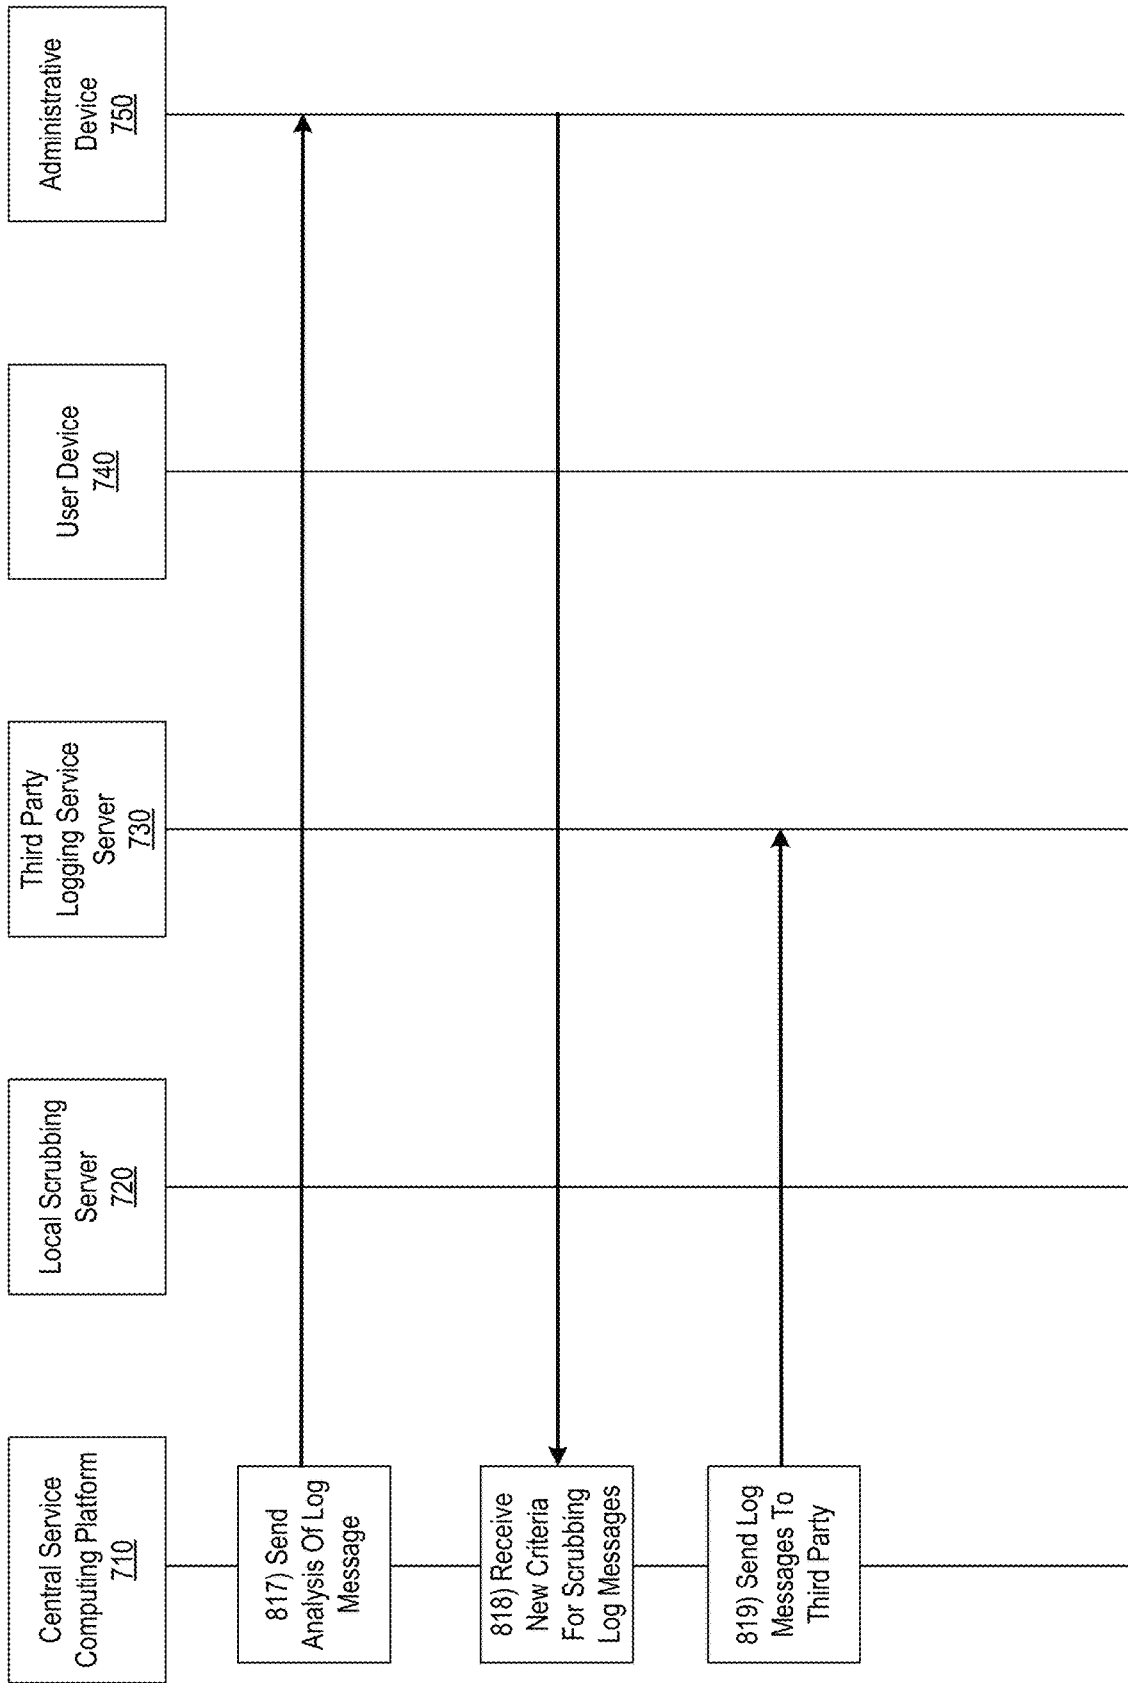 Central Service
Computing Platform
710
Local Scrubbing
Server
720
Third Party
Logging Service
Server
730
User Device
740
Administrative
Device
750
817) Send
Analysis Of Log
Message
818) Receive
New Criteria
For Scrubbing
Log Messages
819) Send Log
Messages To
Third Party